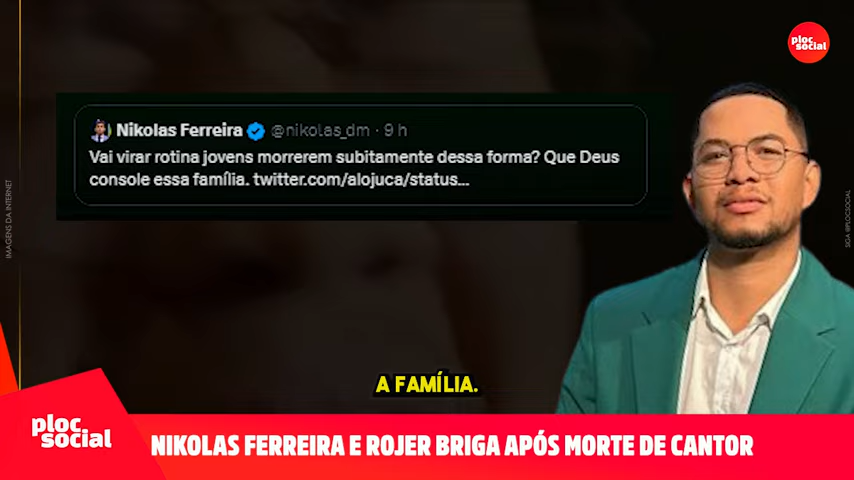 ploc
social
Nikolas Ferreira @nikolas_dm · 9 h
Vai virar rotina jovens morrerem subitamente dessa forma? Que Deus
console essa família. twitter.com/alojuca/status...
IMAGENS DA INTERNET
SIGA @PLOCSOCIAL
A FAMÍLIA.
ploc
social
NIKOLAS FERREIRA E ROJER BRIGA APÓS MORTE DE CANTOR